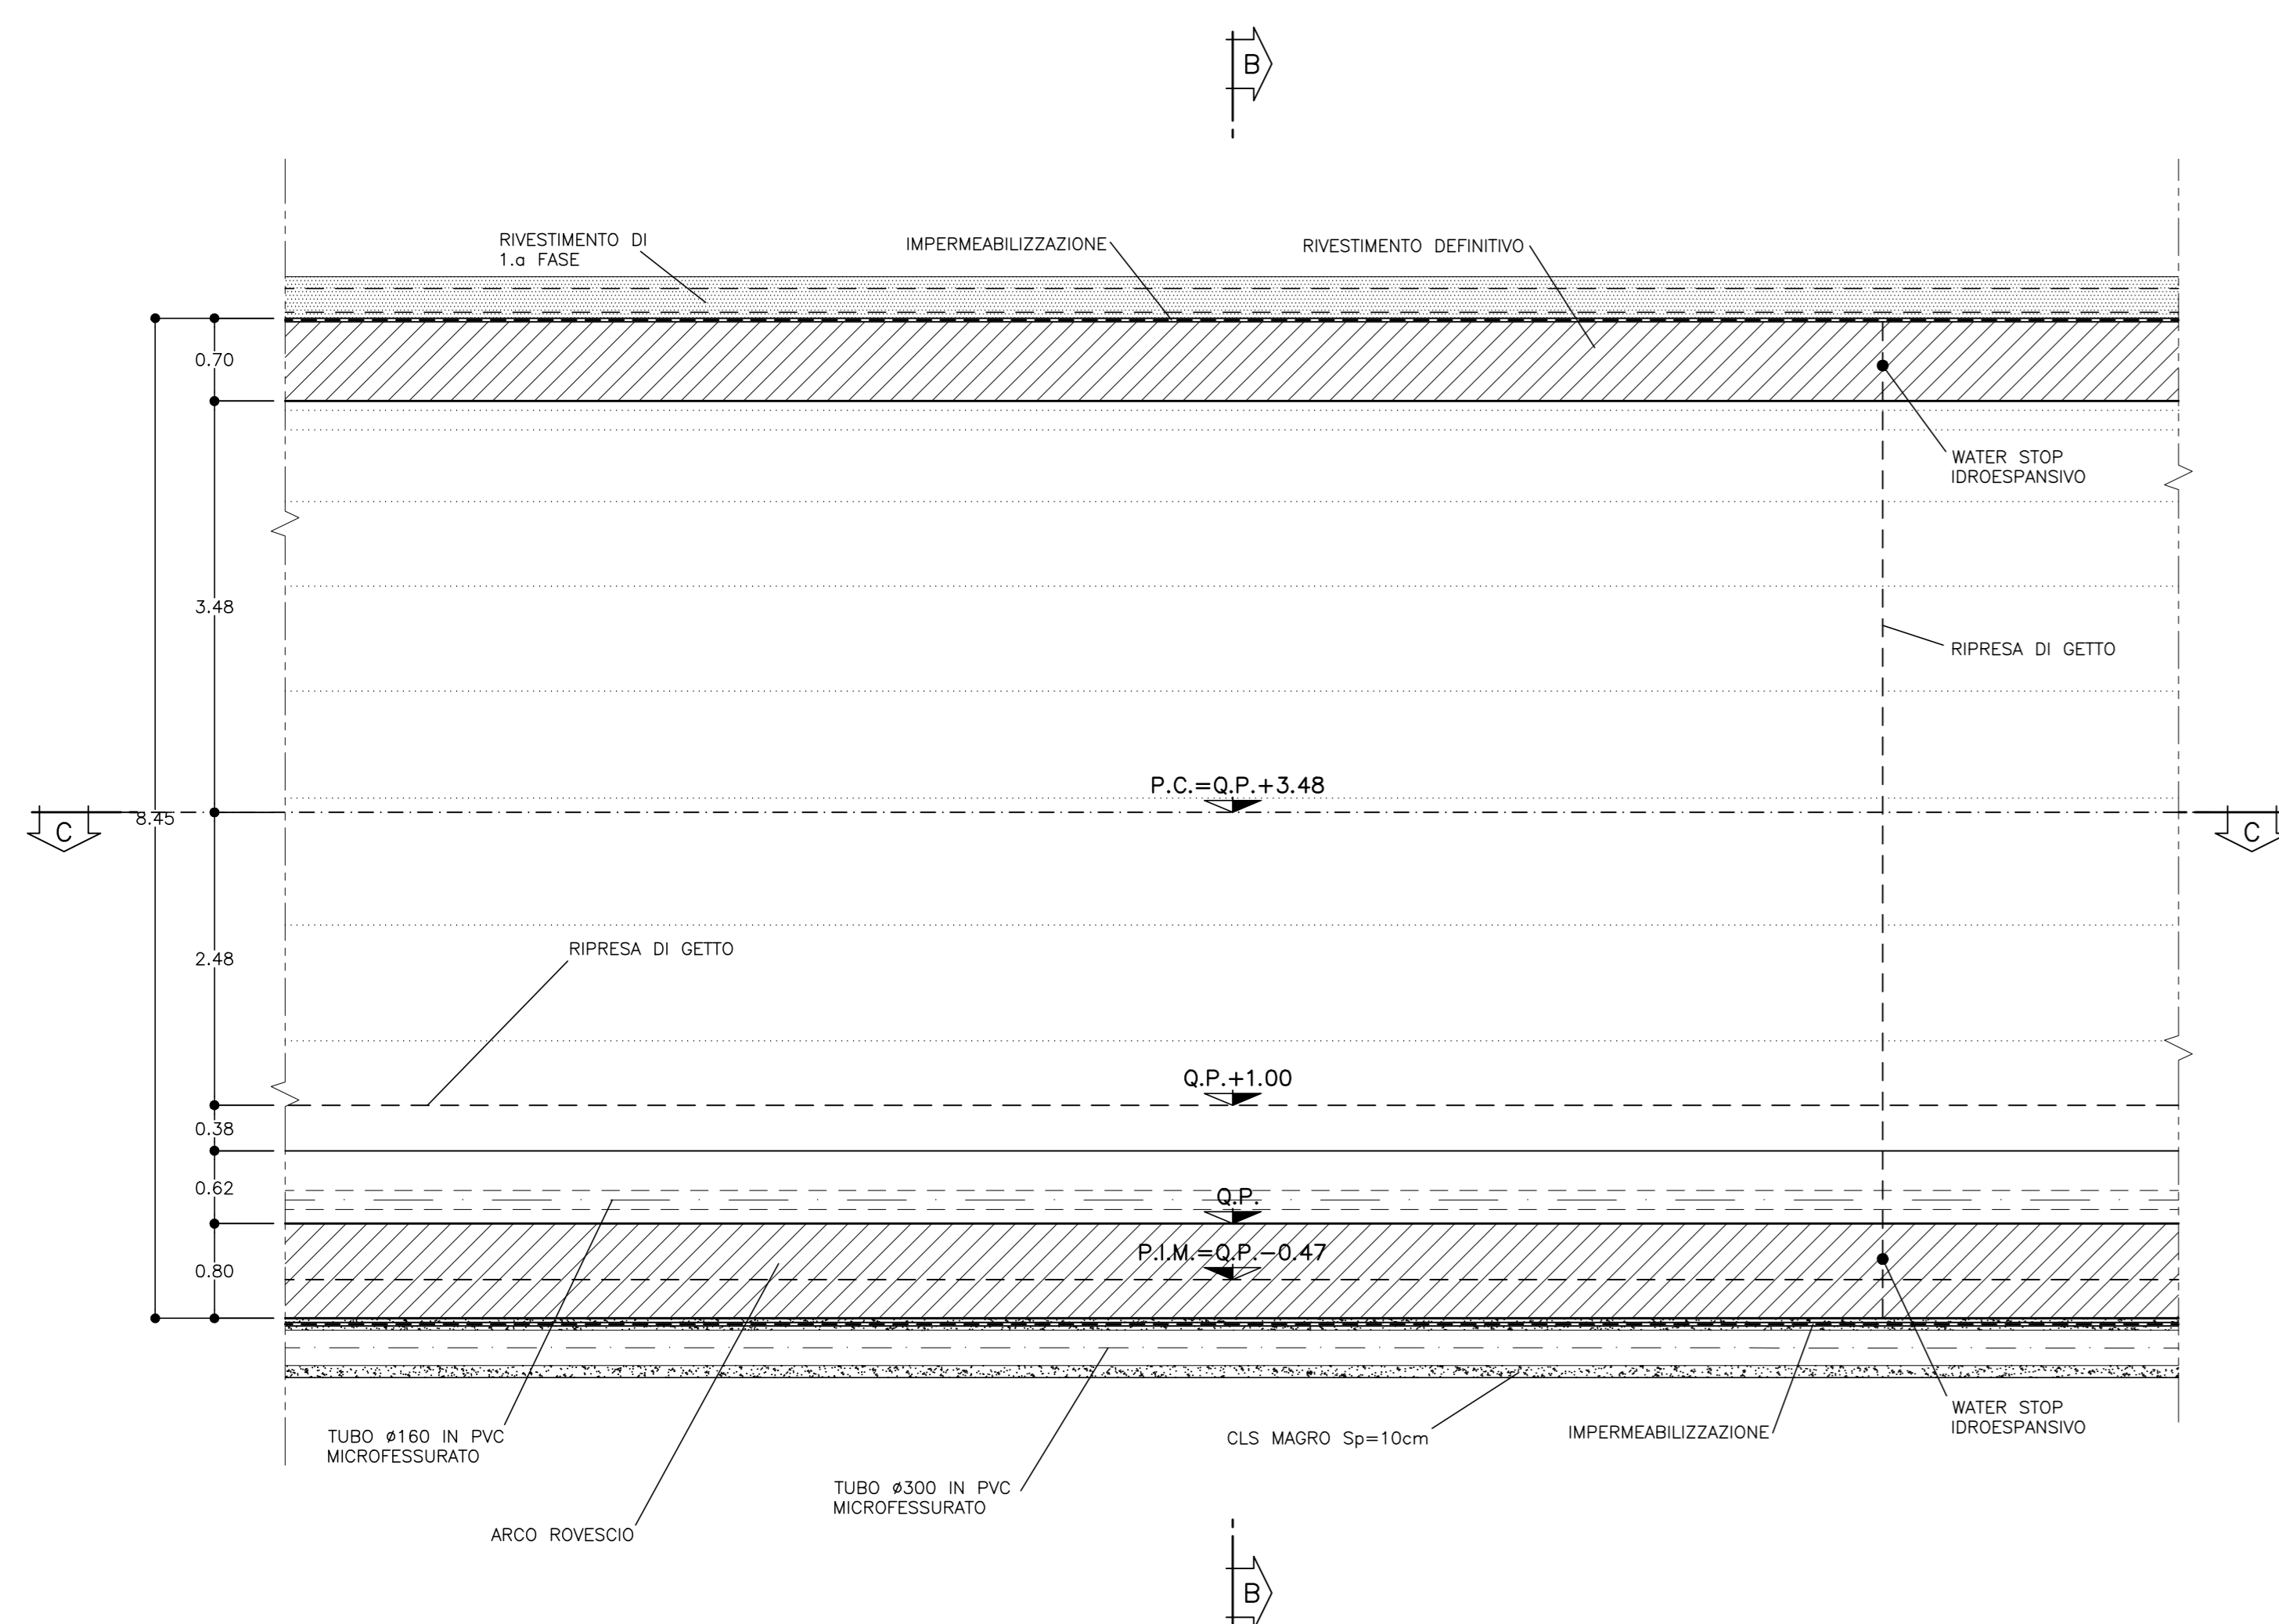 B
RIVESTIMENTO DI
1.a FASE
IMPERMEABILIZZAZIONE
RIVESTIMENTO DEFINITIVO
0.70
WATER STOP
IDROESPANSIVO
3.48
RIPRESA DI GETTO
P.C.=Q.P.+3.48
C
8.45
C
2.48
RIPRESA DI GETTO
Q.P.+1.00
0.38
0.62
Q.P.
P.I.M.=Q.P.-0.47
0.80
TUBO ø160 IN PVC
MICROFESSURATO
CLS MAGRO Sp=10cm
IMPERMEABILIZZAZIONE
WATER STOP
IDROESPANSIVO
TUBO ø300 IN PVC
MICROFESSURATO
ARCO ROVESCIO
B